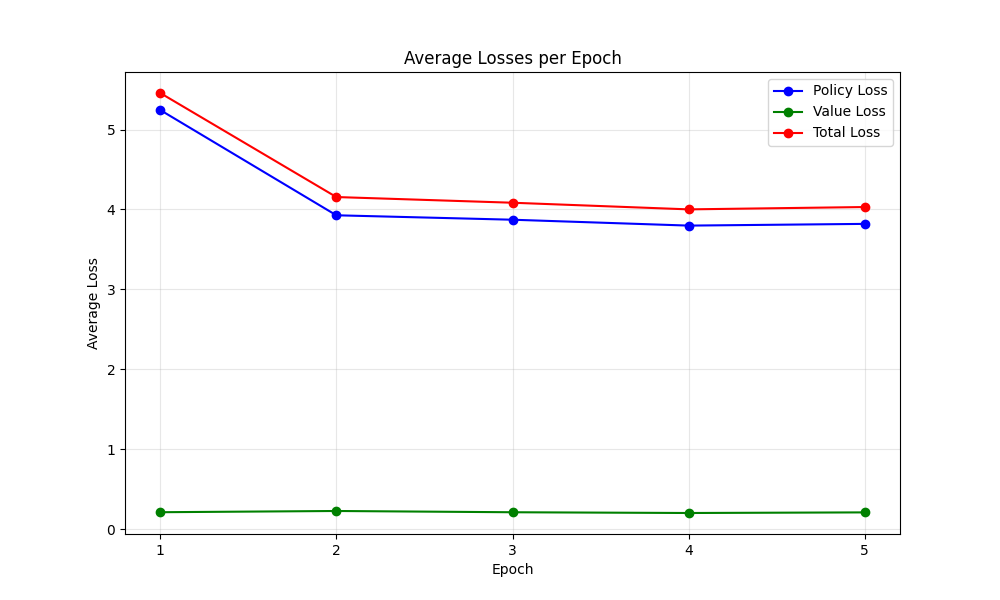 Average Losses per Epoch
Policy Loss
Value Loss
Total Loss
Average Loss
5
4
3
2
1
0
1 2 3 4 5
Epoch